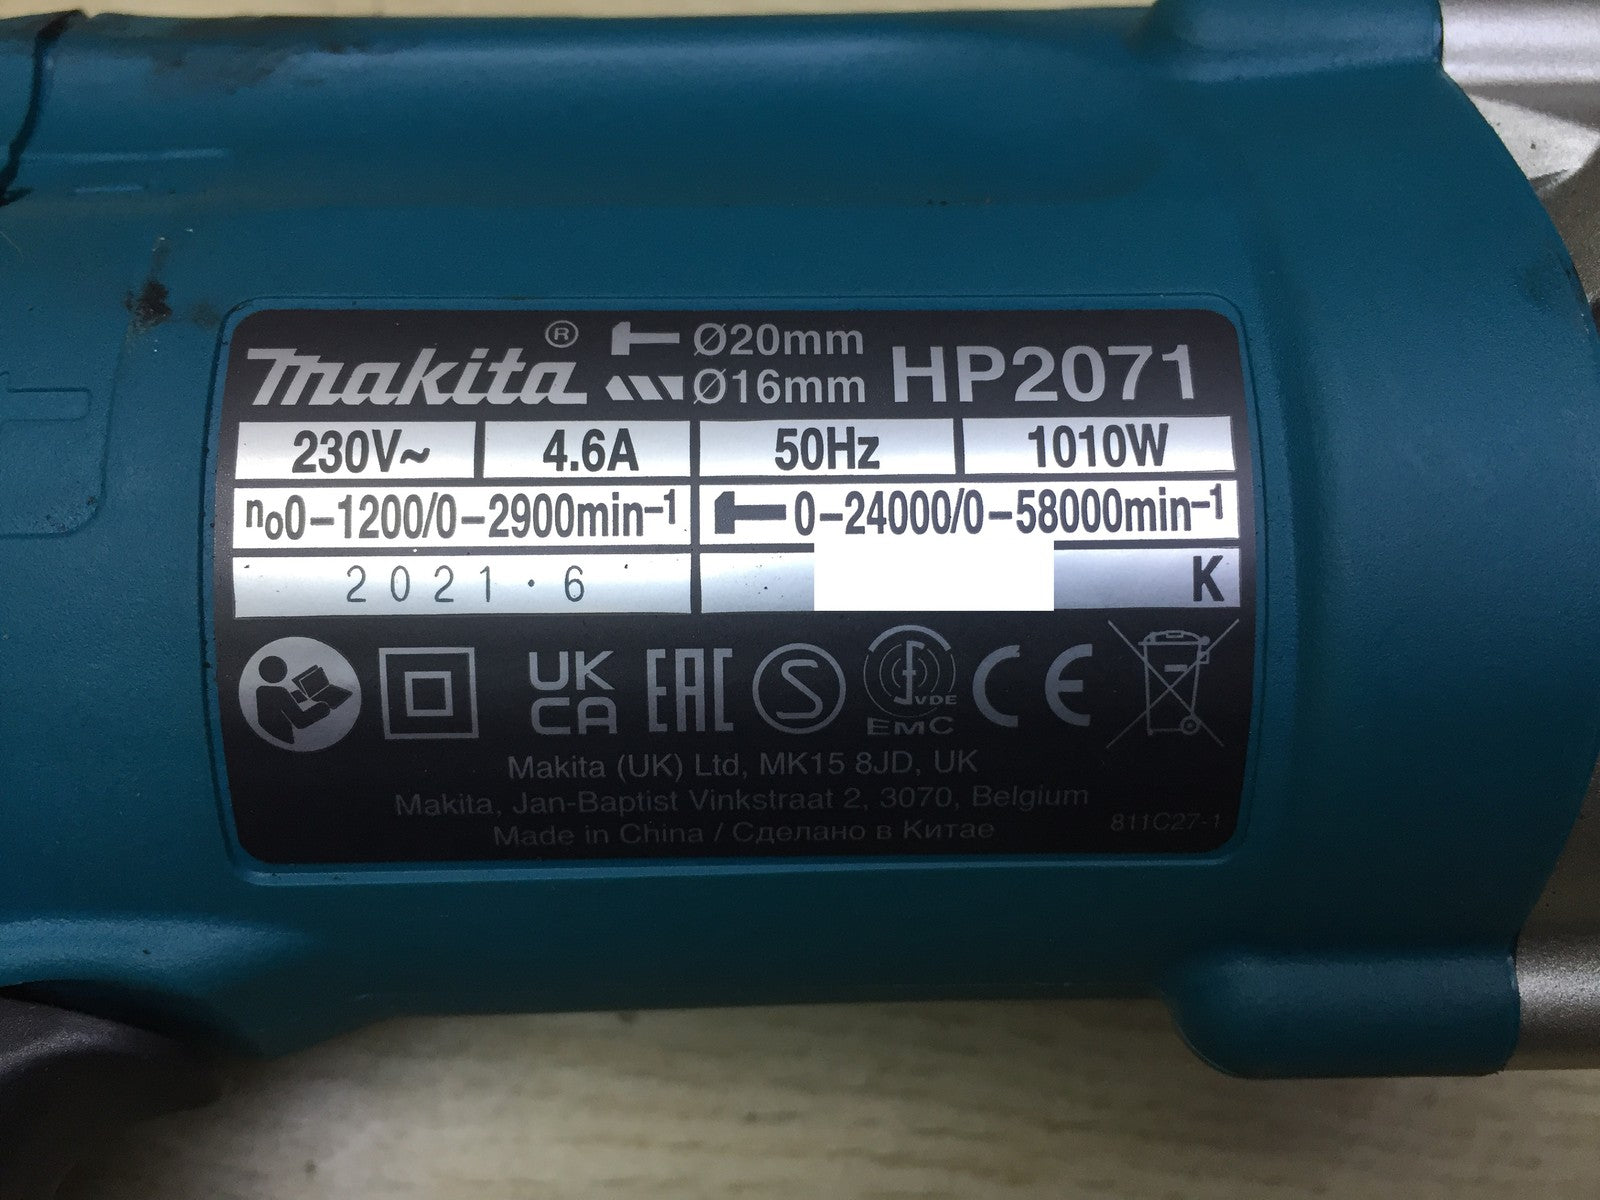 makita® Ø20mm HP2071
Ø16mm
230V~ 4.6A 50Hz 1010W
n₀0-1200/0-2900min⁻¹ 0-24000/0-58000min⁻¹
2021.6 K
UK CA EAC S VDE EMC CE
Makita (UK) Ltd, MK15 8JD, UK
Makita, Jan-Baptist Vinkstraat 2, 3070, Belgium
Made in China / Сделано в Китае 811C27-1